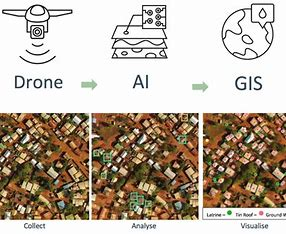 Drone
AI
GIS
Latrine - Tin Roof - Ground W
Collect
Analyse
Visualise